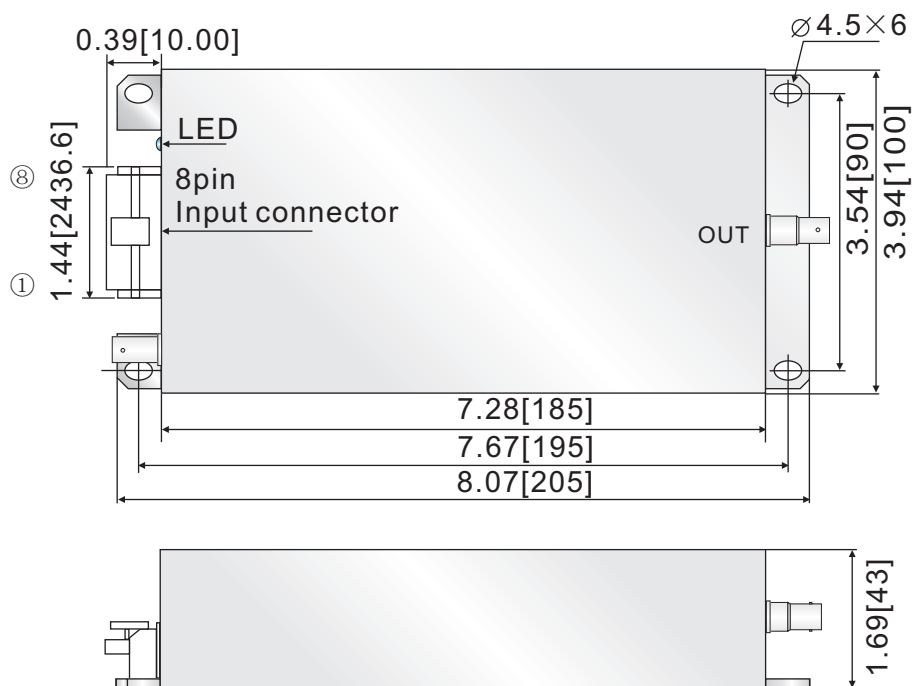 0.39[10.00]
⌀4.5×6
LED
⑧
8pin
Input connector
1.44[2436.6]
①
OUT
3.54[90]
3.94[100]
7.28[185]
7.67[195]
8.07[205]
1.69[43]